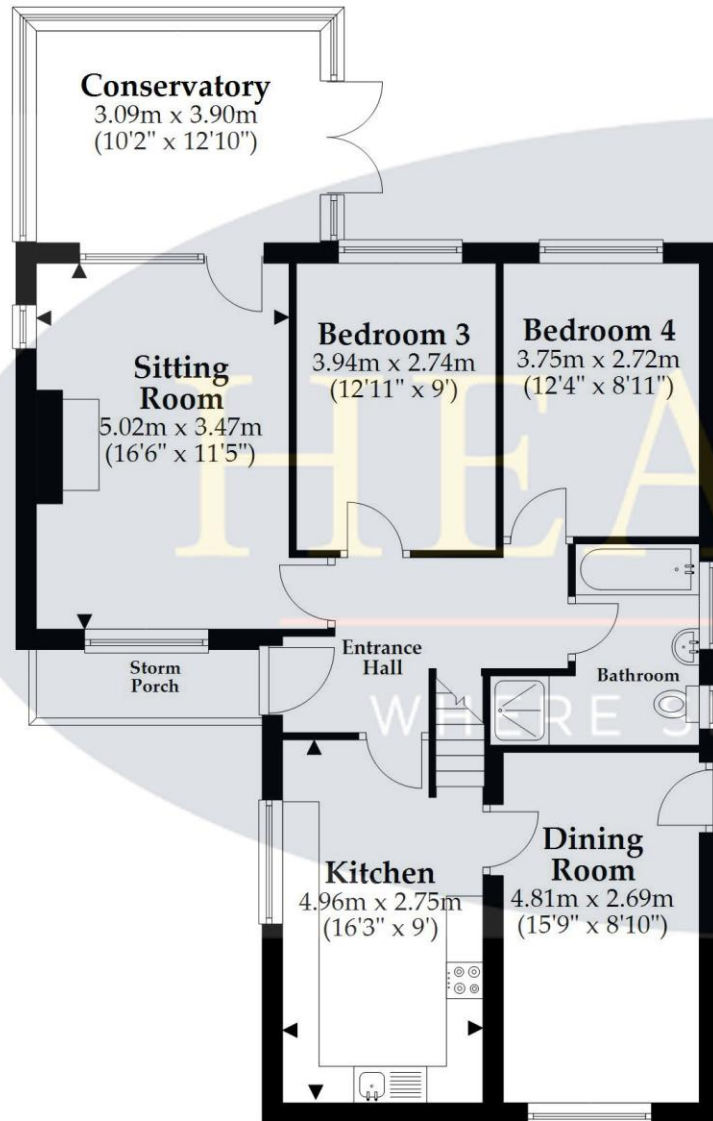 Conservatory
3.09m x 3.90m
(10'2" x 12'10")
Bedroom 3
3.94m x 2.74m
(12'11" x 9')
Bedroom 4
3.75m x 2.72m
(12'4" x 8'11")
Sitting
Room
5.02m x 3.47m
(16'6" x 11'5")
HEA
Entrance
Hall
Storm
Porch
Bathroom
WHERE S
Kitchen
4.96m x 2.75m
(16'3" x 9')
Dining
Room
4.81m x 2.69m
(15'9" x 8'10")